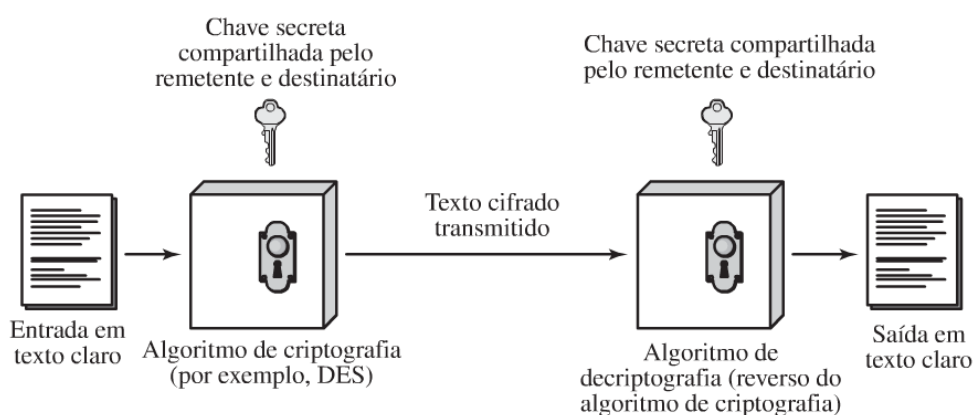 Chave secreta
compartilhada pelo
remetente e destinatário
Chave secreta compartilhada
pelo remetente e destinatário
Texto cifrado
transmitido
Entrada em
texto claro
Algoritmo de criptografia
(por exemplo, DES)
Algoritmo de
decriptografia (reverso do
algoritmo de criptografia)
Saída em
texto claro